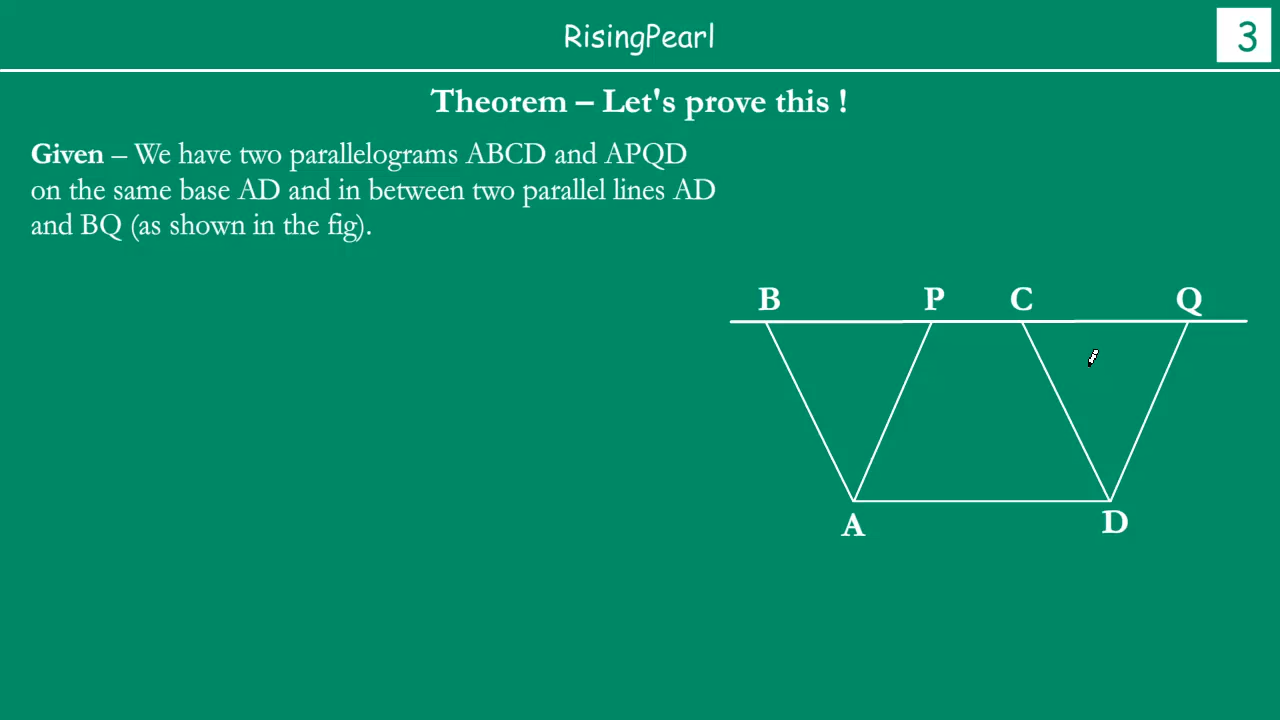 RisingPearl
3
Theorem – Let's prove this !
Given – We have two parallelograms ABCD and APQD
on the same base AD and in between two parallel lines AD
and BQ (as shown in the fig).
B P C Q
A D